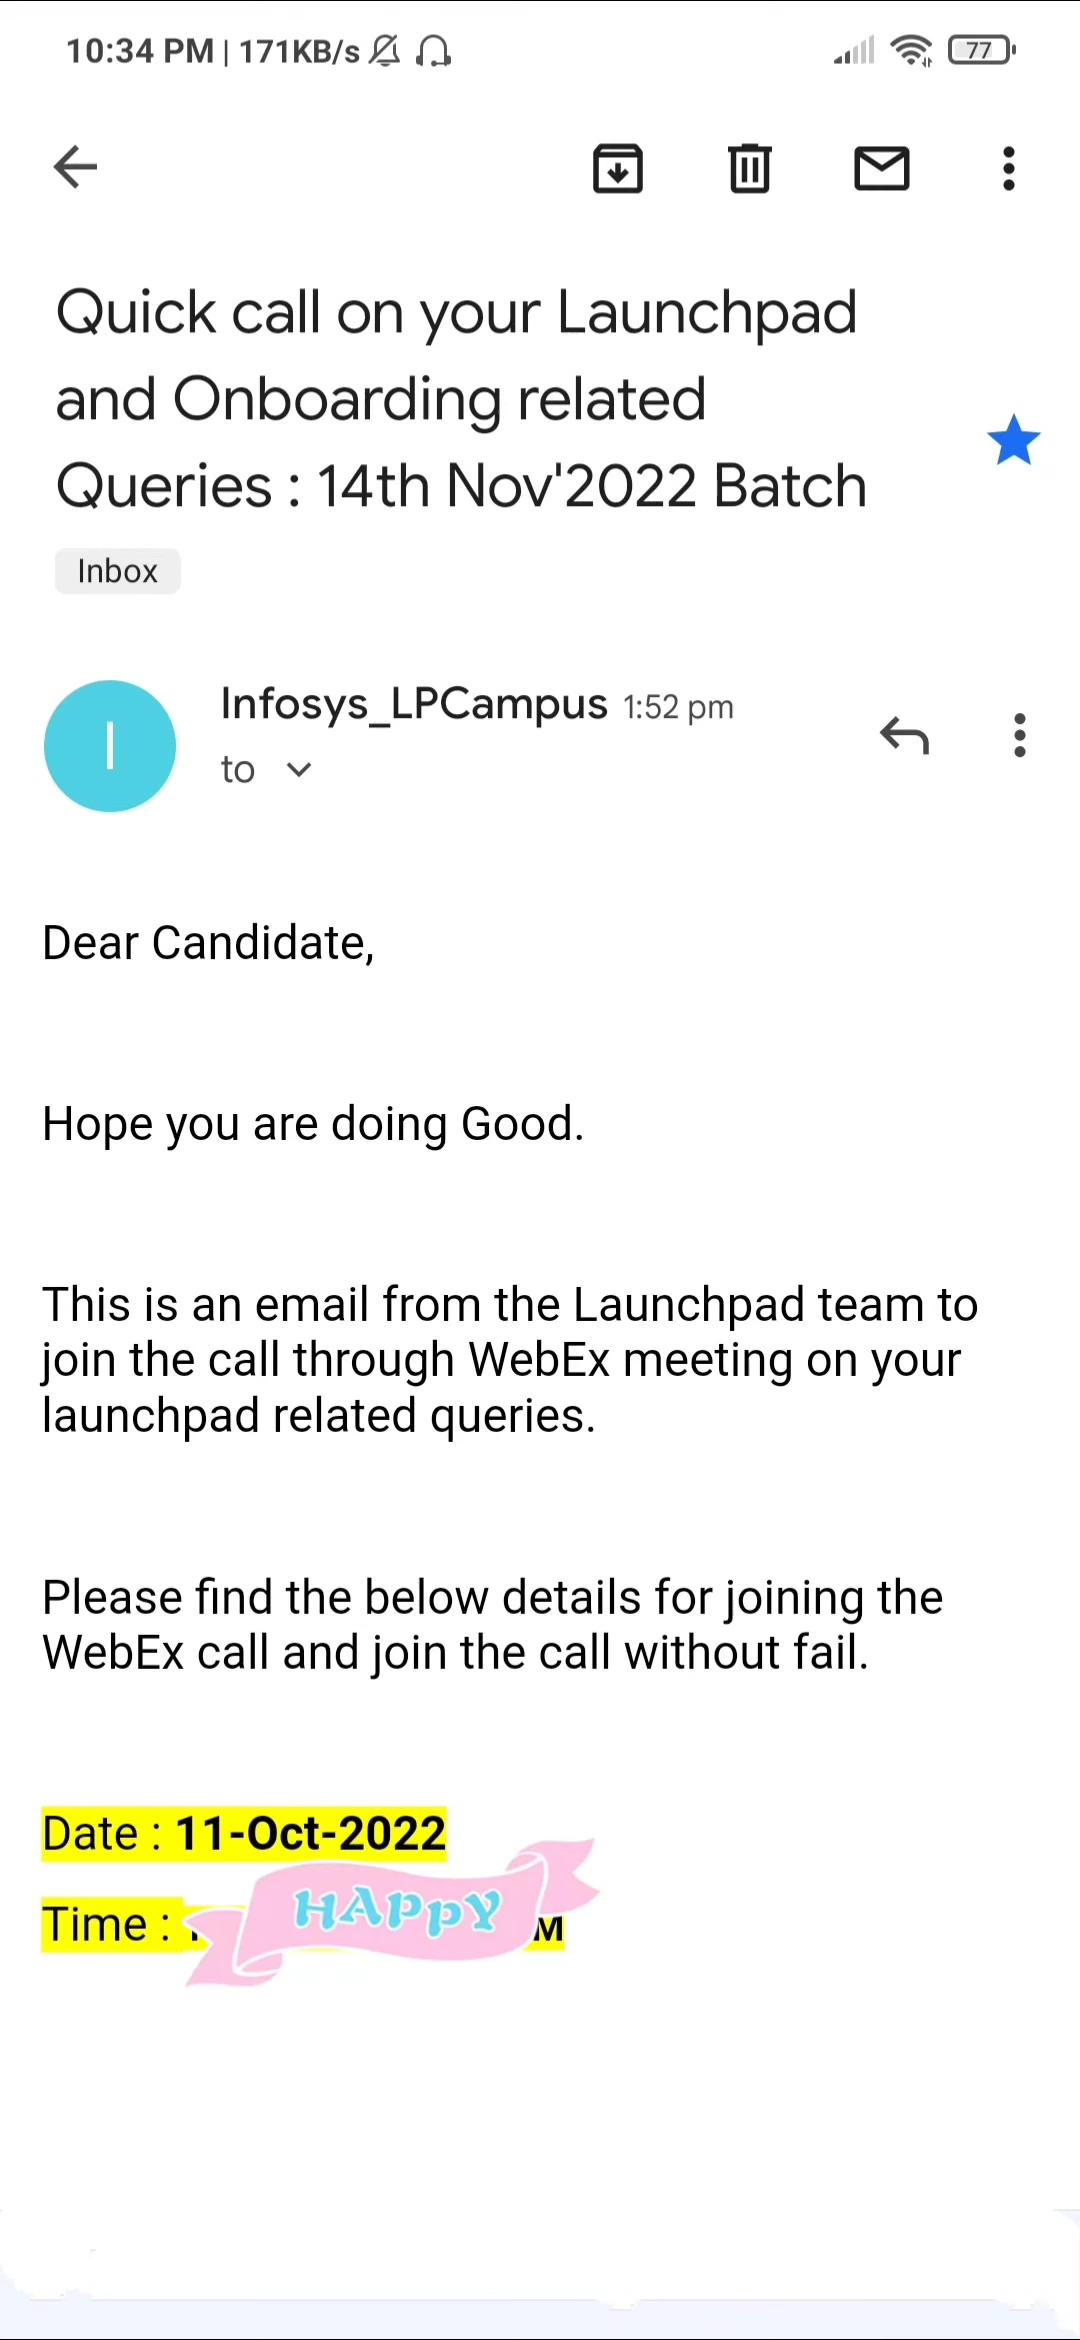 10:34 PM | 171KB/s
77
Quick call on your Launchpad
and Onboarding related
Queries : 14th Nov'2022 Batch
Inbox
I
Infosys_LPCampus 1:52 pm
to
Dear Candidate,
Hope you are doing Good.
This is an email from the Launchpad team to
join the call through WebEx meeting on your
launchpad related queries.
Please find the below details for joining the
WebEx call and join the call without fail.
Date : 11-Oct-2022
HAPPY
Time : M